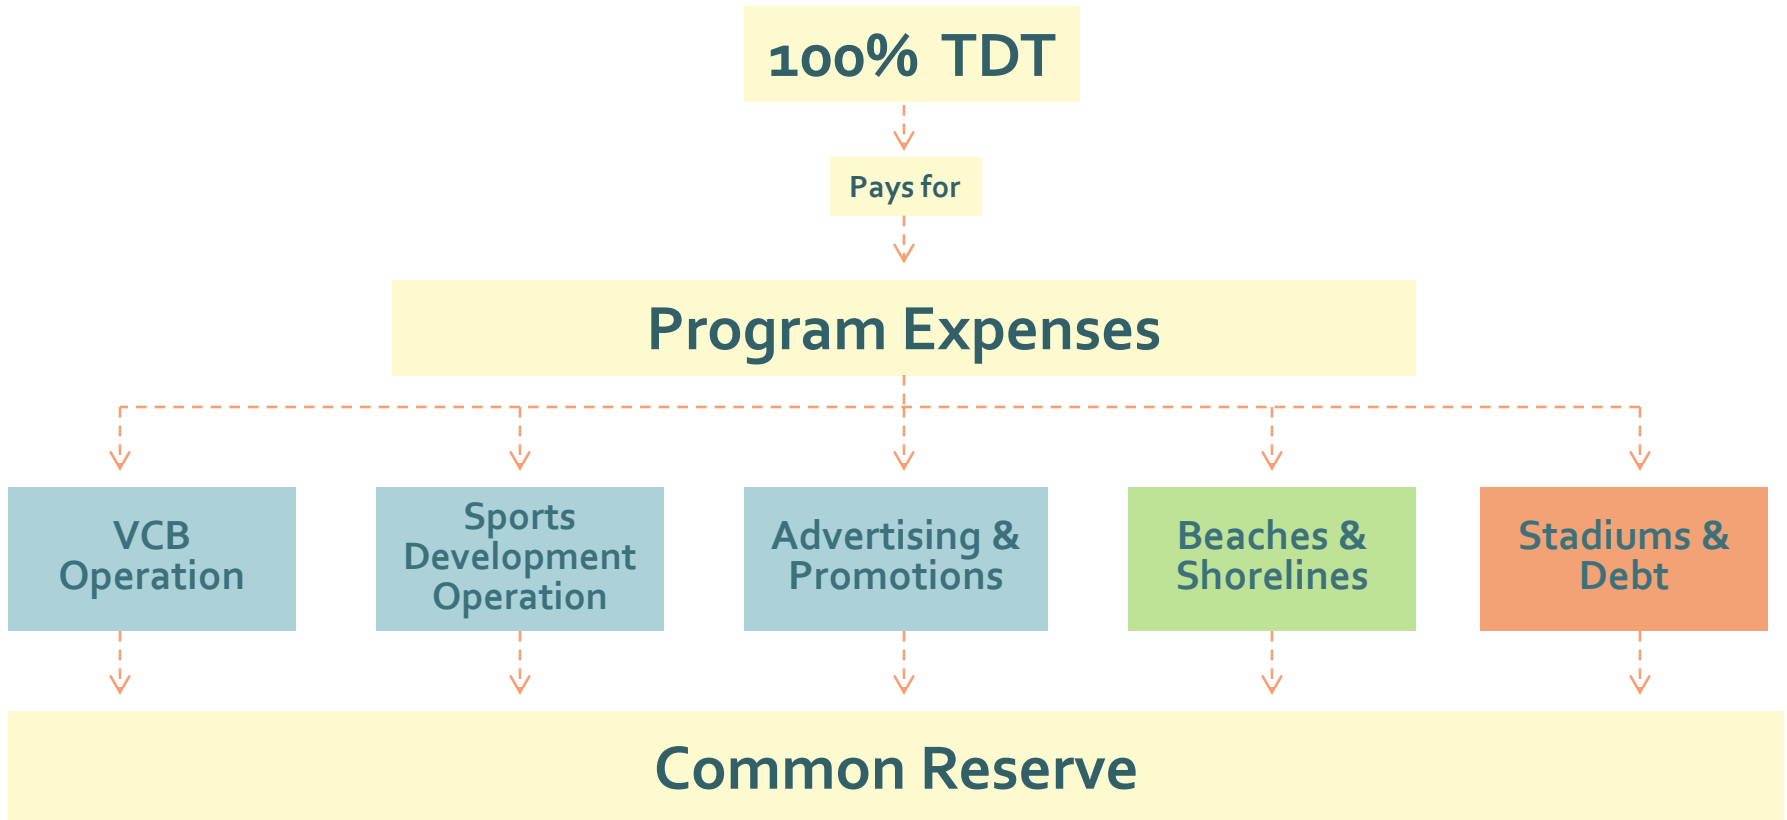 100% TDT
Pays for
Program Expenses
VCB
Operation
Sports
Development
Operation
Advertising &
Promotions
Beaches &
Shorelines
Stadiums &
Debt
Common Reserve